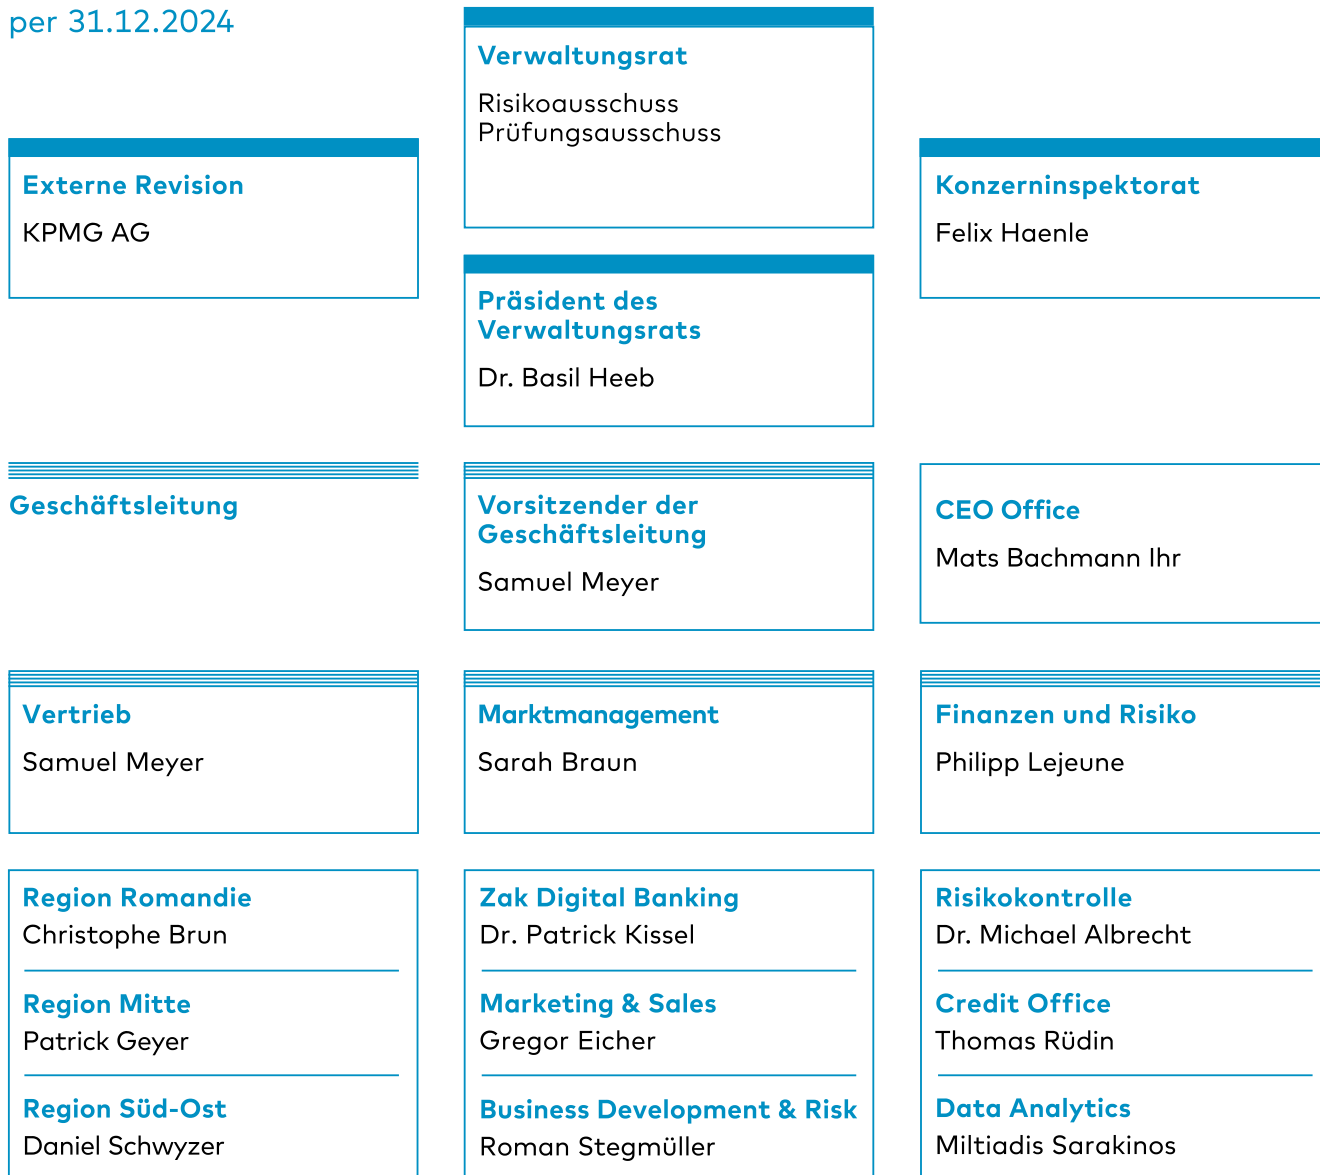 per 31.12.2024
Verwaltungsrat
Risikoausschuss
Prüfungsausschuss
Externe Revision
KPMG AG
Konzerninspektorat
Felix Haenle
Präsident des
Verwaltungsrats
Dr. Basil Heeb
Geschäftsleitung
Vorsitzender der
Geschäftsleitung
Samuel Meyer
CEO Office
Mats Bachmann Ihr
Vertrieb
Samuel Meyer
Marktmanagement
Sarah Braun
Finanzen und Risiko
Philipp Lejeune
Region Romandie
Christophe Brun
Region Mitte
Patrick Geyer
Region Süd-Ost
Daniel Schwyzer
Zak Digital Banking
Dr. Patrick Kissel
Marketing & Sales
Gregor Eicher
Business Development & Risk
Roman Stegmüller
Risikokontrolle
Dr. Michael Albrecht
Credit Office
Thomas Rüdin
Data Analytics
Miltiadis Sarakinos